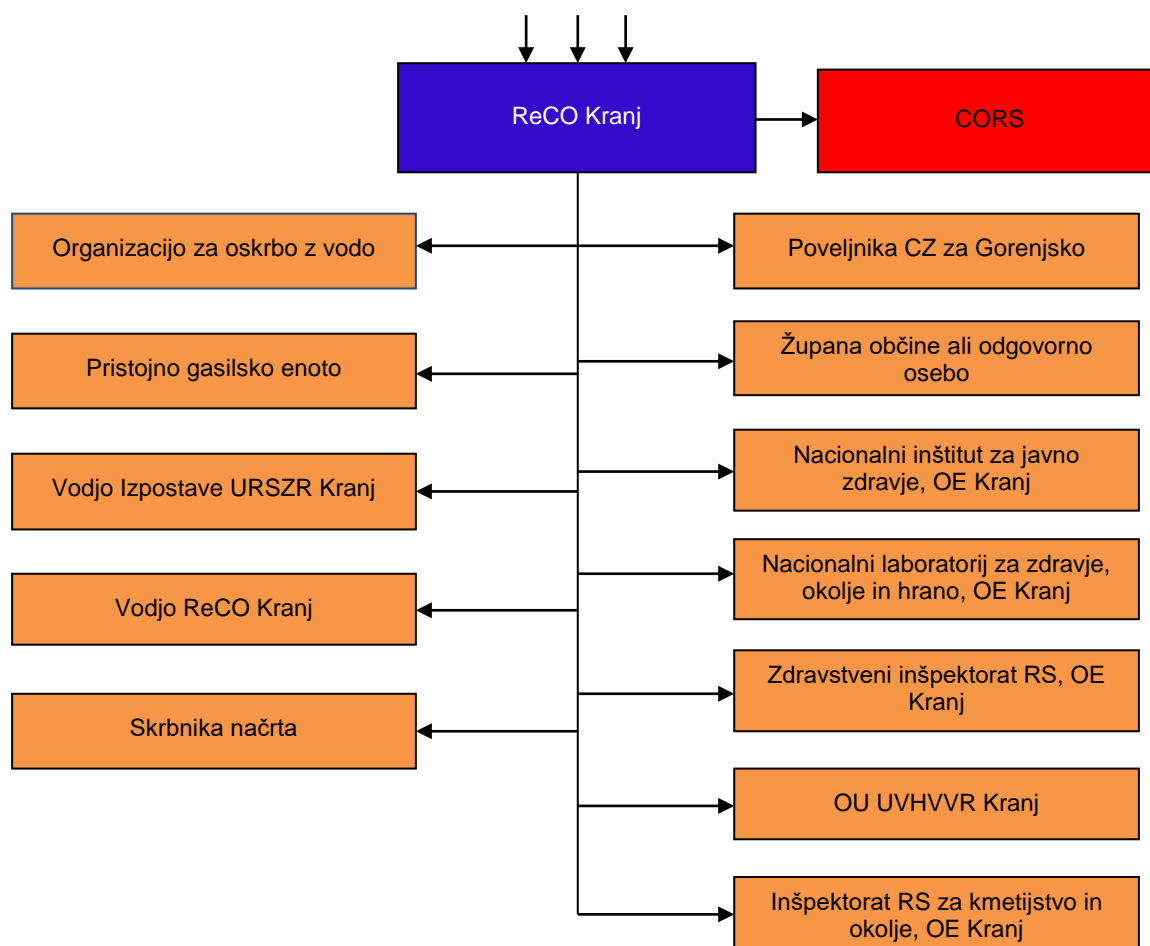 ReCO Kranj
CORS
Organizacijo za oskrbo z vodo
Poveljnika CZ za Gorenjsko
Pristojno gasilsko enoto
Župana občine ali odgovorno
osebo
Vodjo Izpostave URSZR Kranj
Nacionalni inštitut za javno
zdravje, OE Kranj
Vodjo ReCO Kranj
Nacionalni laboratorij za zdravje,
okolje in hrano, OE Kranj
Skrbnika načrta
Zdravstveni inšpektorat RS, OE
Kranj
OU UVHVVR Kranj
Inšpektorat RS za kmetijstvo in
okolje, OE Kranj